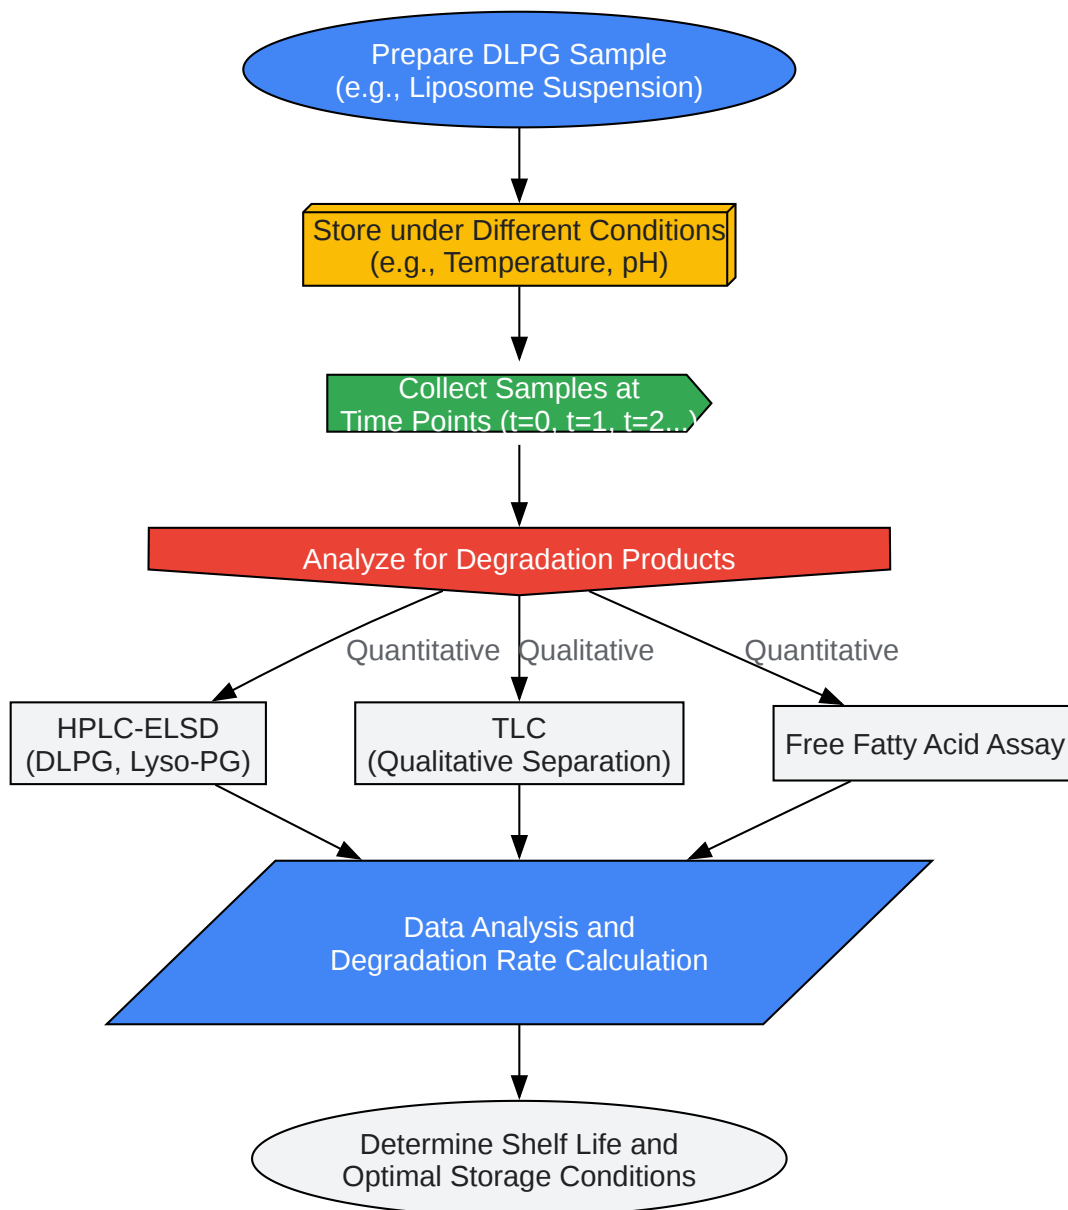 Prepare DLPG Sample
(e.g., Liposome Suspension)
Store under Different Conditions
(e.g., Temperature, pH)
Collect Samples at
Time Points (t=0, t=1, t=2...)
Analyze for Degradation Products
Quantitative
Qualitative
Quantitative
HPLC-ELSD
(DLPG, Lyso-PG)
TLC
(Qualitative Separation)
Free Fatty Acid Assay
Data Analysis and
Degradation Rate Calculation
Determine Shelf Life and
Optimal Storage Conditions